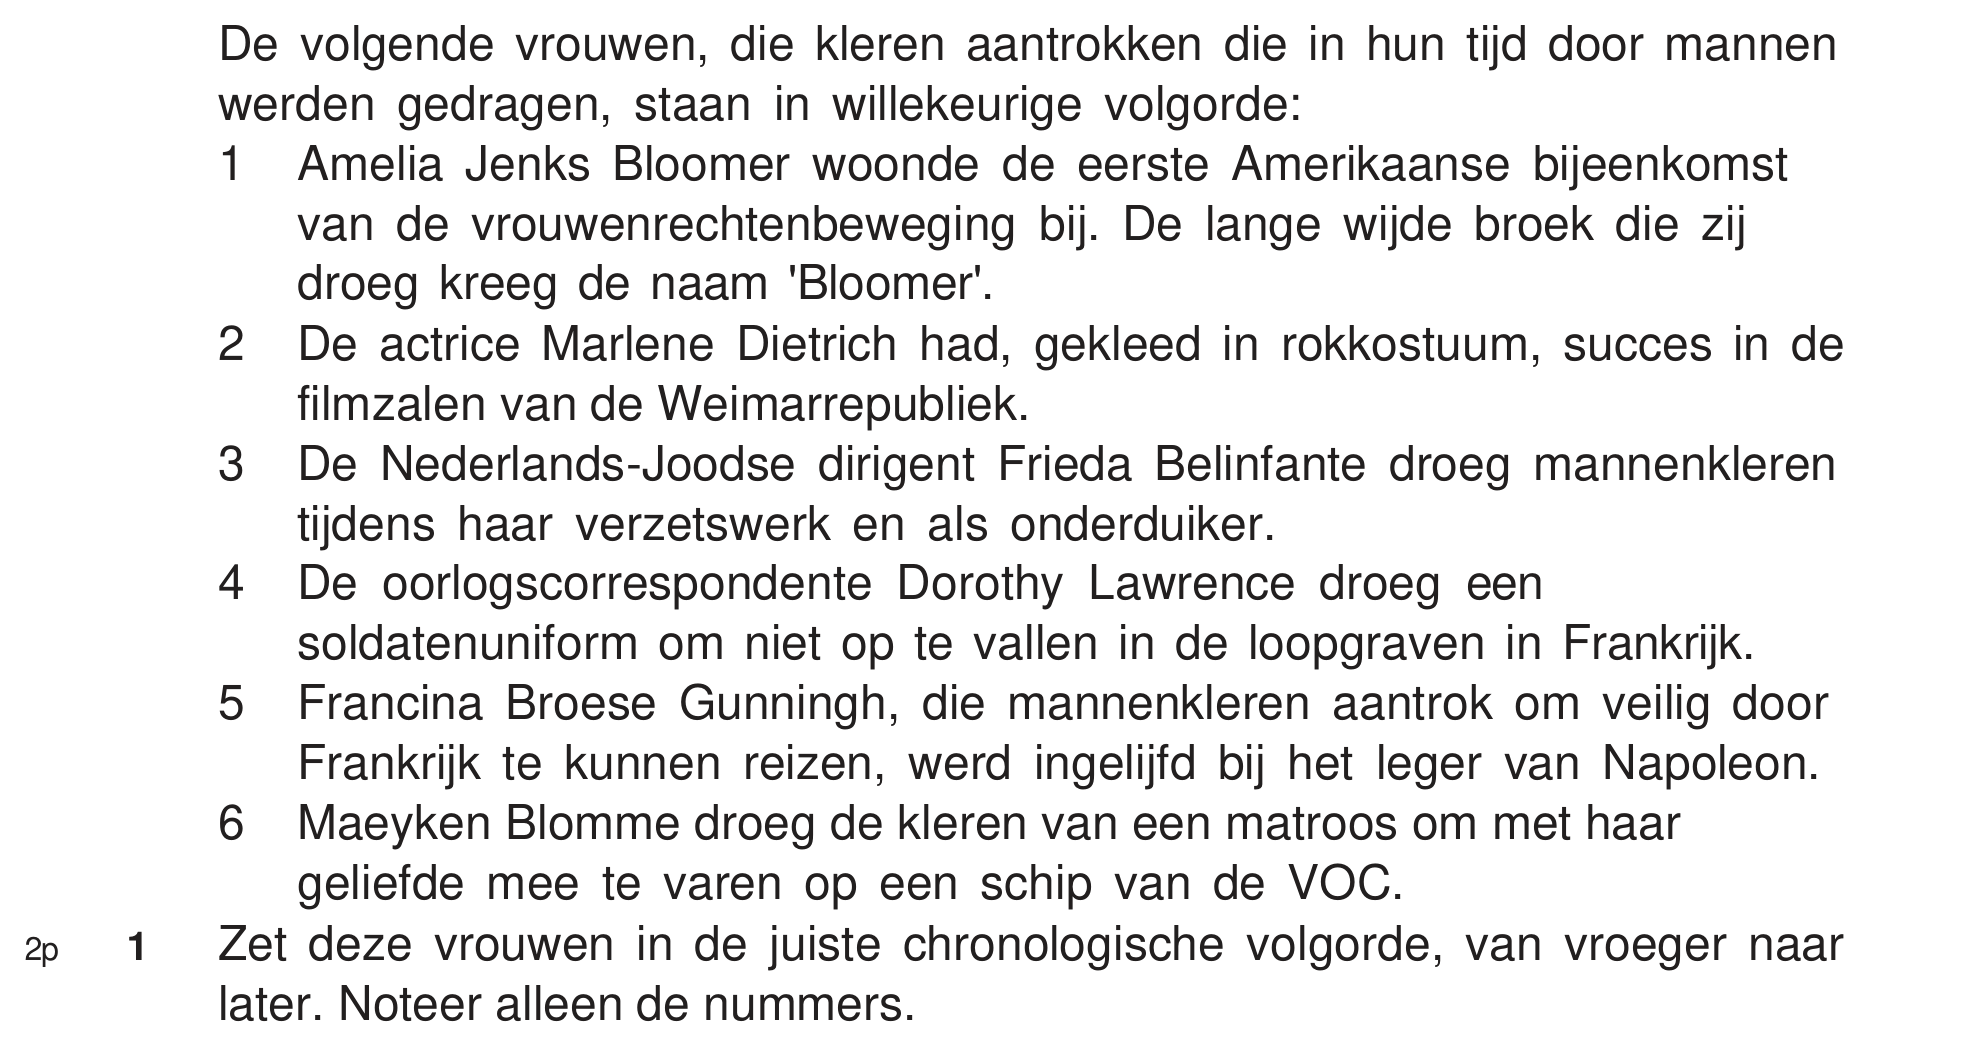 De volgende vrouwen, die kleren aantrokken die in hun tijd door mannen
werden gedragen, staan in willekeurige volgorde:
1 Amelia Jenks Bloomer woonde de eerste Amerikaanse bijeenkomst
van de vrouwenrechtenbeweging bij. De lange wijde broek die zij
droeg kreeg de naam 'Bloomer'.
2 De actrice Marlene Dietrich had, gekleed in rokkostuum, succes in de
filmzalen van de Weimarrepubliek.
3 De Nederlands-Joodse dirigent Frieda Belinfante droeg mannenkleren
tijdens haar verzetswerk en als onderduiker.
4 De oorlogscorrespondente Dorothy Lawrence droeg een
soldatenuniform om niet op te vallen in de loopgraven in Frankrijk.
5 Francina Broese Gunningh, die mannenkleren aantrok om veilig door
Frankrijk te kunnen reizen, werd ingelijfd bij het leger van Napoleon.
6 Maeyken Blomme droeg de kleren van een matroos om met haar
geliefde mee te varen op een schip van de VOC.
2p 1 Zet deze vrouwen in de juiste chronologische volgorde, van vroeger naar
later. Noteer alleen de nummers.